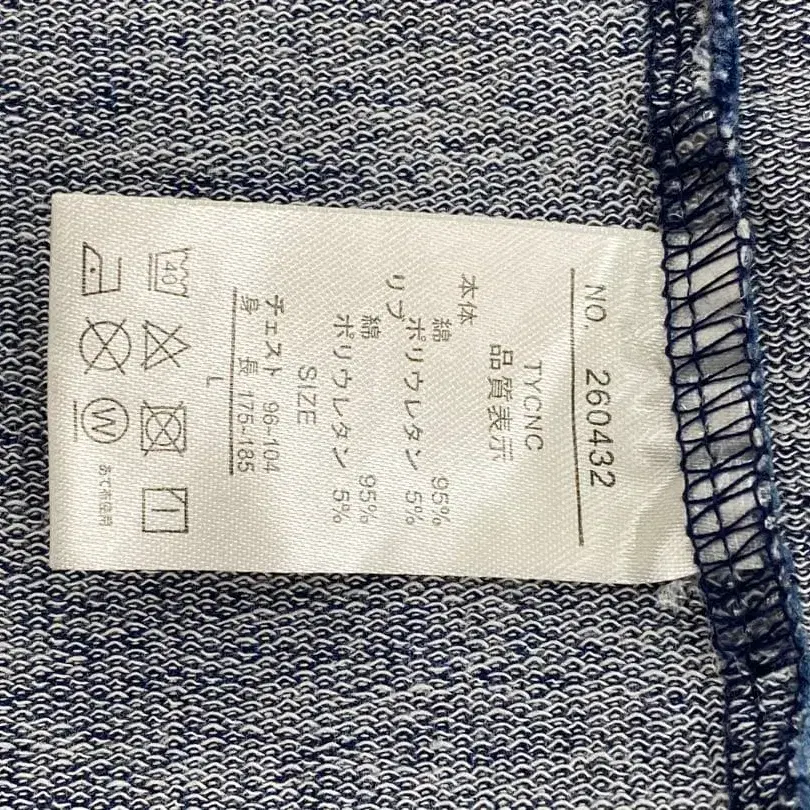 NO. 260432
TYCNC
品質表示
本体
綿 95%
ポリウレタン 5%
リブ
綿 95%
ポリウレタン 5%
SIZE
チェスト 96-104
身長 175-185
L
40
W
あて布使用